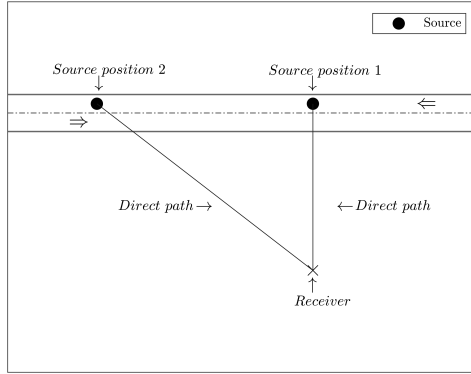 Source
Source position 2
Source position 1
⇐
⇒
Direct path→
←Direct path
Receiver